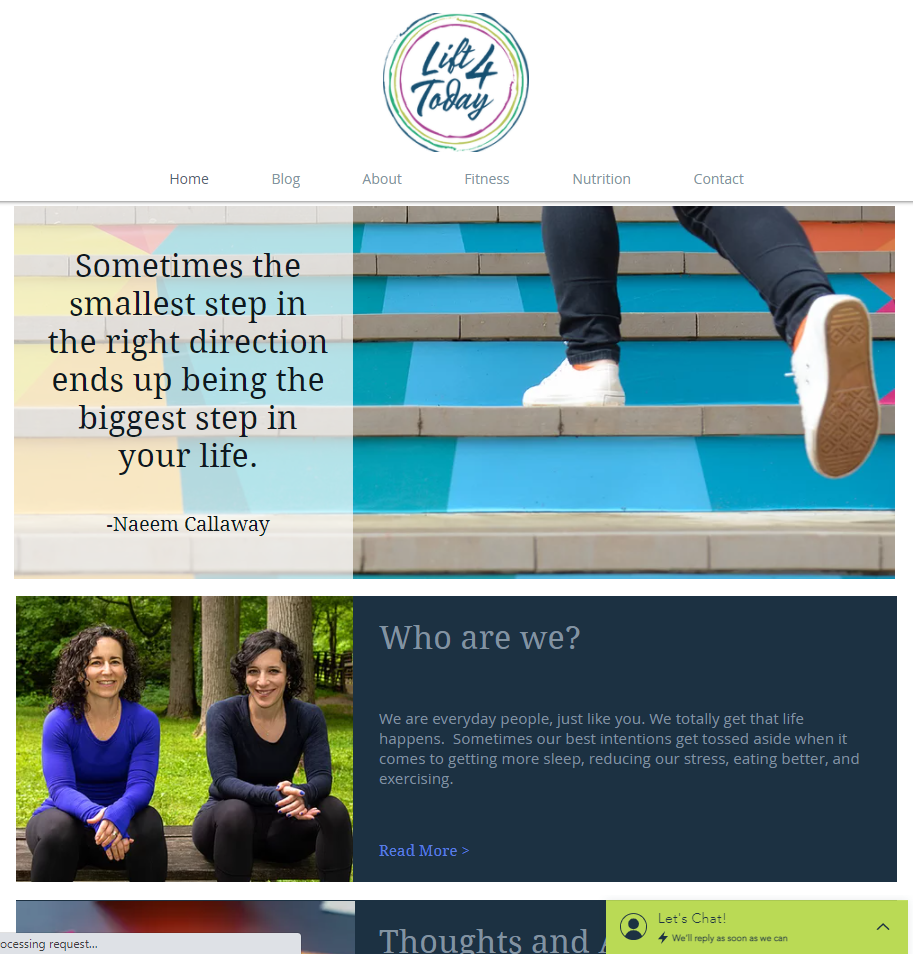 Lift 4
Today
Home Blog About Fitness Nutrition Contact
Sometimes the
smallest step in
the right direction
ends up being the
biggest step in
your life.
-Naeem Callaway
Who are we?
We are everyday people, just like you. We totally get that life
happens.  Sometimes our best intentions get tossed aside when it
comes to getting more sleep, reducing our stress, eating better, and
exercising.
Read More >
Thoughts and
Let's Chat!
We'll reply as soon as we can
ocessing request...